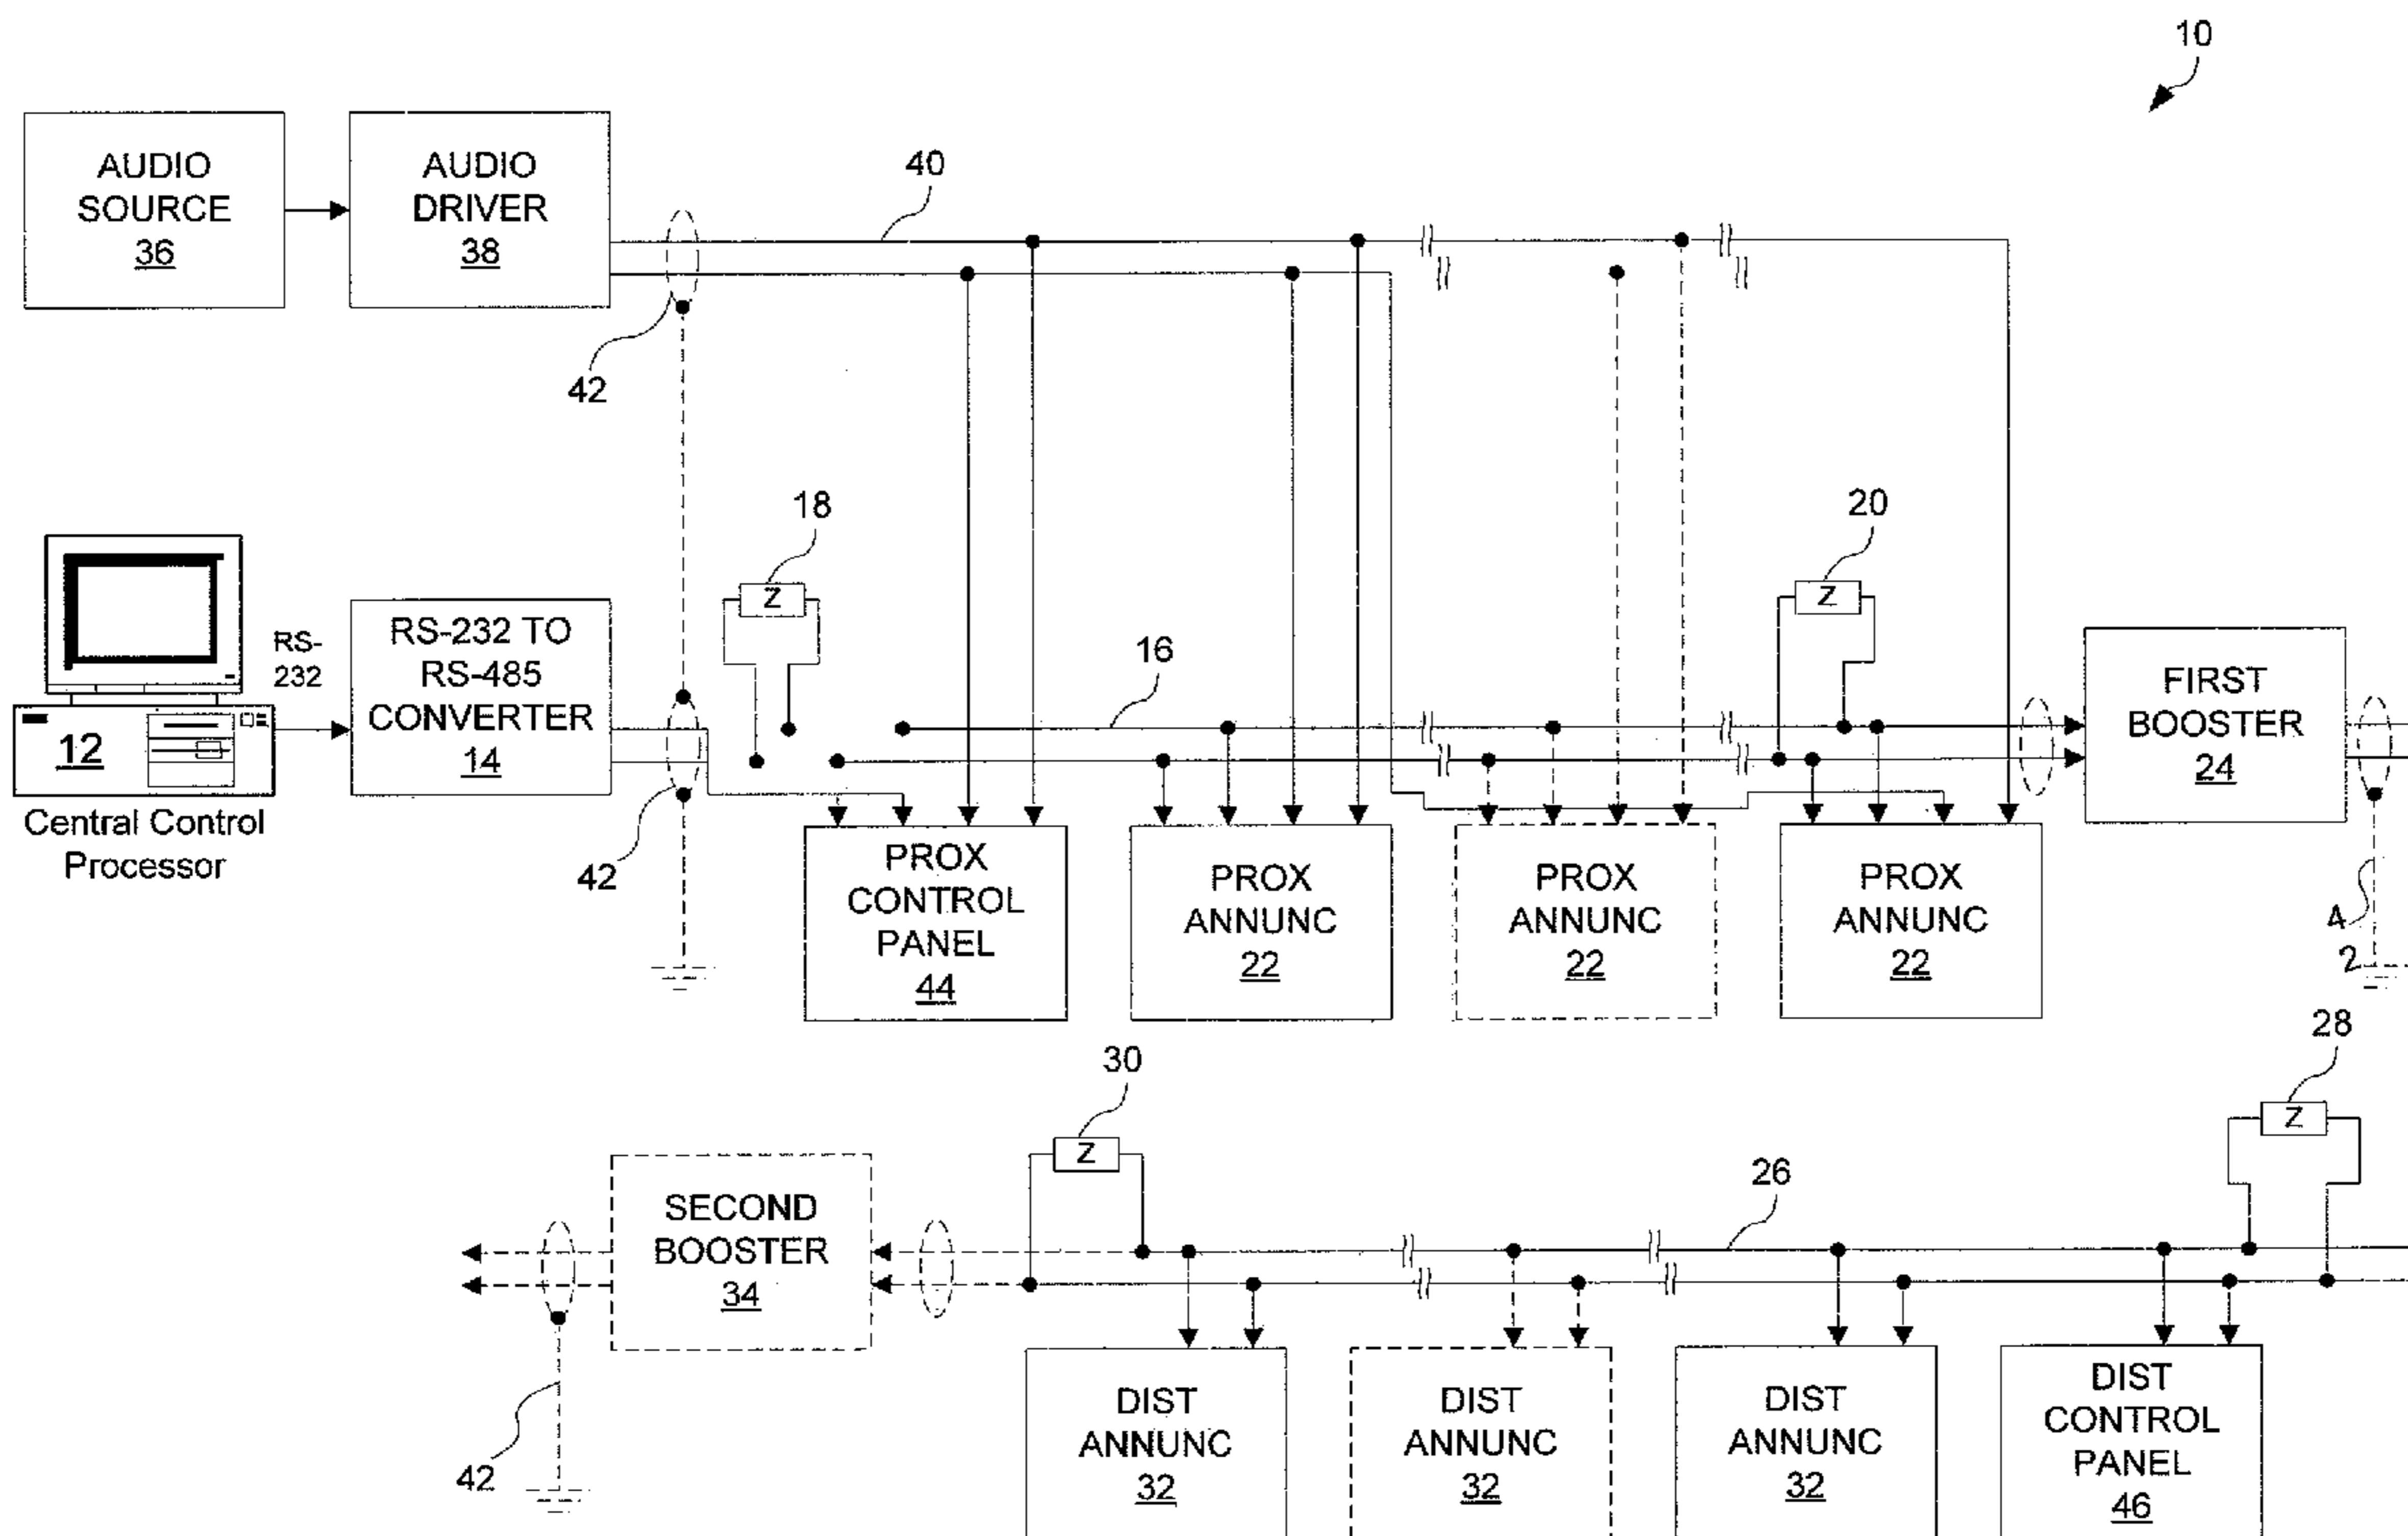 10
AUDIO
SOURCE
36
AUDIO
DRIVER
38
40
42
18
20
RS-
232
RS-232 TO
RS-485
CONVERTER
14
16
FIRST
BOOSTER
24
12
Central Control
Processor
42
Z
Z
PROX
CONTROL
PANEL
44
PROX
ANNUNC
22
PROX
ANNUNC
22
PROX
ANNUNC
22
4
2
28
30
Z
Z
26
SECOND
BOOSTER
34
42
DIST
ANNUNC
32
DIST
ANNUNC
32
DIST
ANNUNC
32
DIST
CONTROL
PANEL
46